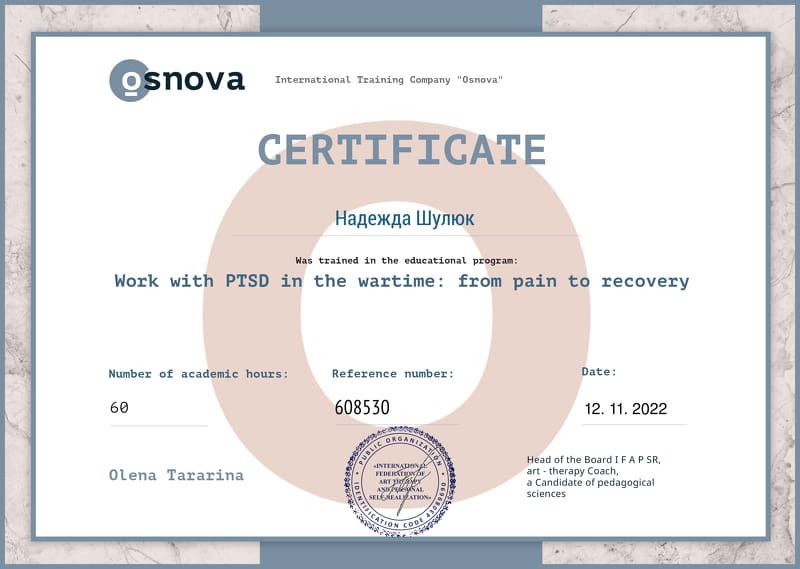 osnova
International Training Company "Osnova"
CERTIFICATE
Надежда Шулюк
Was trained in the educational program:
Work with PTSD in the wartime: from pain to recovery
Number of academic hours:
Reference number:
Date:
60
608530
12. 11. 2022
Olena Tararina
PUBLIC ORGANIZATION
«INTERNATIONAL
FEDERATION OF
ART THERAPY
AND PERSONAL
SELF-REALIZATION»
IDENTIFICATION CODE 43089690
Head of the Board I F A P SR,
art - therapy Coach,
a Candidate of pedagogical
sciences